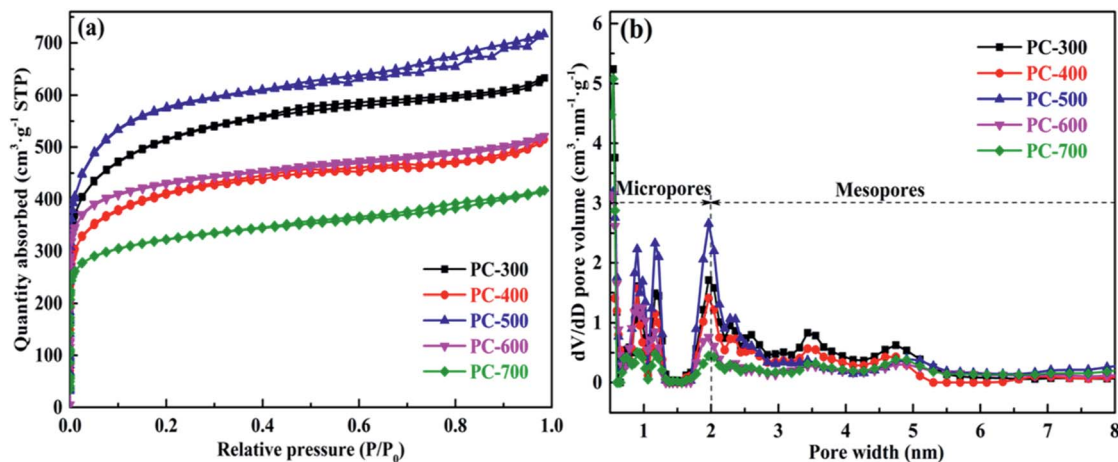 (a)
Quantity absorbed (cm³·g⁻¹ STP)
700
600
500
400
300
200
100
0
PC-300
PC-400
PC-500
PC-600
PC-700
0.0 0.2 0.4 0.6 0.8 1.0
Relative pressure (P/P₀)
(b)
dV/dD pore volume (cm³·nm⁻¹·g⁻¹)
6
5
4
3
2
1
0
PC-300
PC-400
PC-500
PC-600
PC-700
Micropores Mesopores
1 2 3 4 5 6 7 8
Pore width (nm)